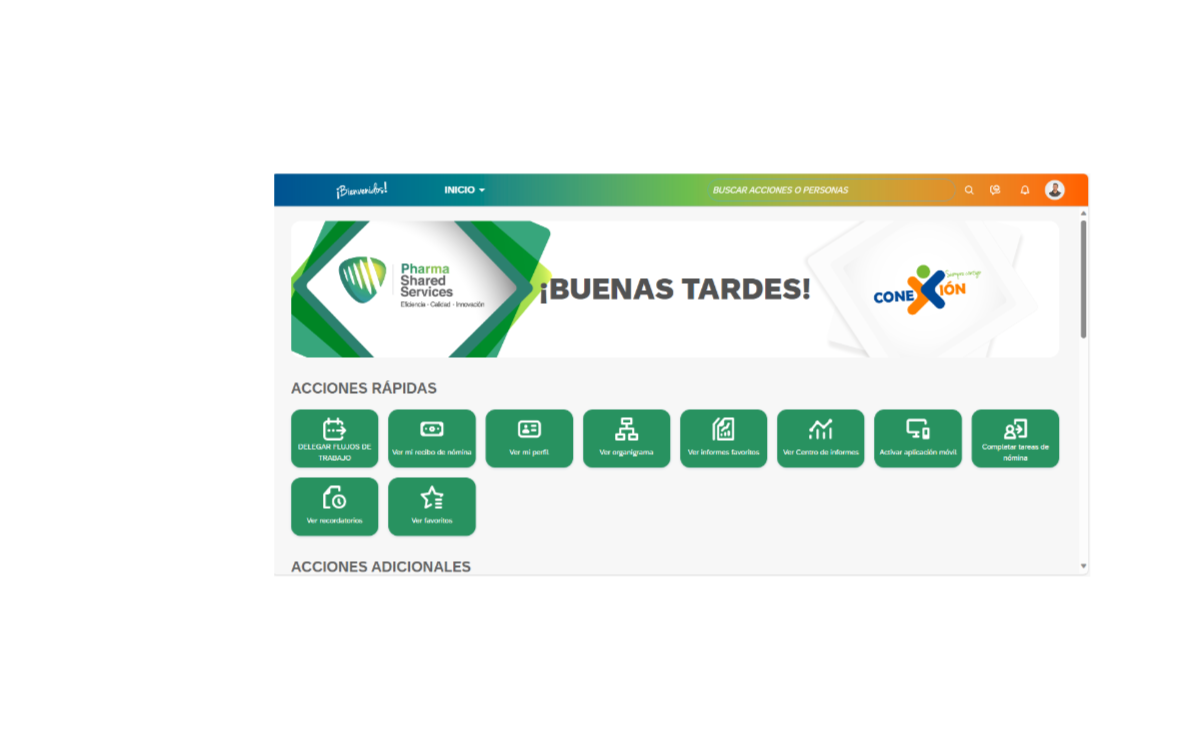 ¡Bienvenidos!
INICIO
BUSCAR ACCIONES O PERSONAS
Pharma
Shared
Services
Eficiencia - Calidad - Innovación
¡BUENAS TARDES!
Siempre contigo
CONEXIÓN
ACCIONES RÁPIDAS
DELEGAR FLUJOS DE
TRABAJO
Ver mi recibo de nómina
Ver mi perfil
Ver organigrama
Ver informes favoritos
Ver Centro de informes
Activar aplicación móvil
Completar tareas de
nómina
Ver recordatorios
Ver favoritos
ACCIONES ADICIONALES